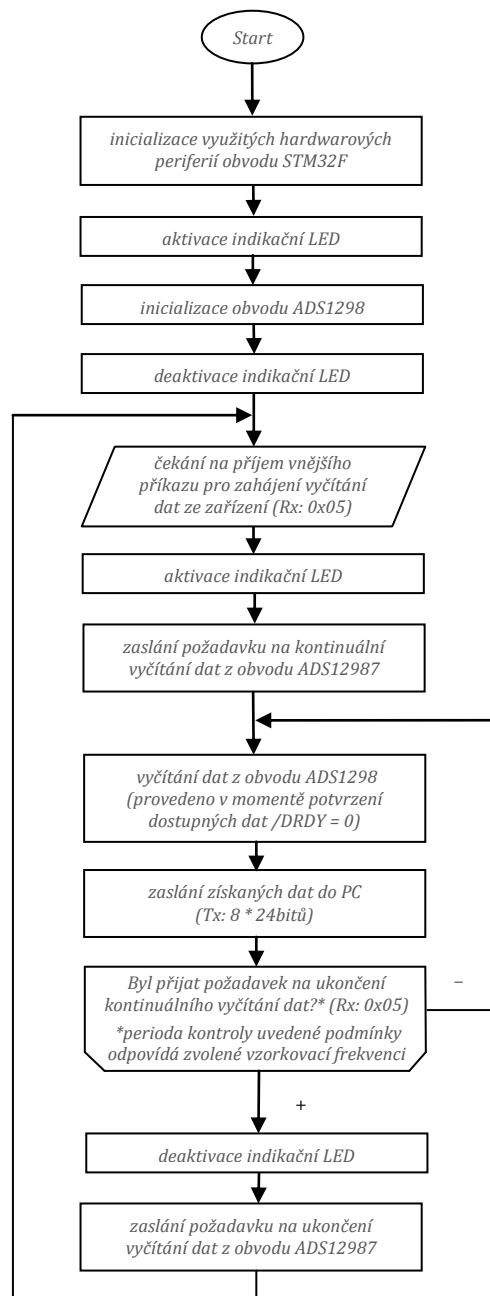 Start
inicializace využitých hardwarových
periferií obvodu STM32F
aktivace indikační LED
inicializace obvodu ADS1298
deaktivace indikační LED
čekání na příjem vnějšího
příkazu pro zahájení vyčítání
dat ze zařízení (Rx: 0x05)
aktivace indikační LED
zaslání požadavku na kontinuální
vyčítání dat z obvodu ADS12987
vyčítání dat z obvodu ADS1298
(provedeno v momentě potvrzení
dostupných dat /DRDY = 0)
zaslání získaných dat do PC
(Tx: 8 * 24bitů)
Byl přijat požadavek na ukončení
kontinuálního vyčítání dat?* (Rx: 0x05)
*perioda kontroly uvedené podmínky
odpovídá zvolené vzorkovací frekvenci
–
+
deaktivace indikační LED
zaslání požadavku na ukončení
vyčítání dat z obvodu ADS12987